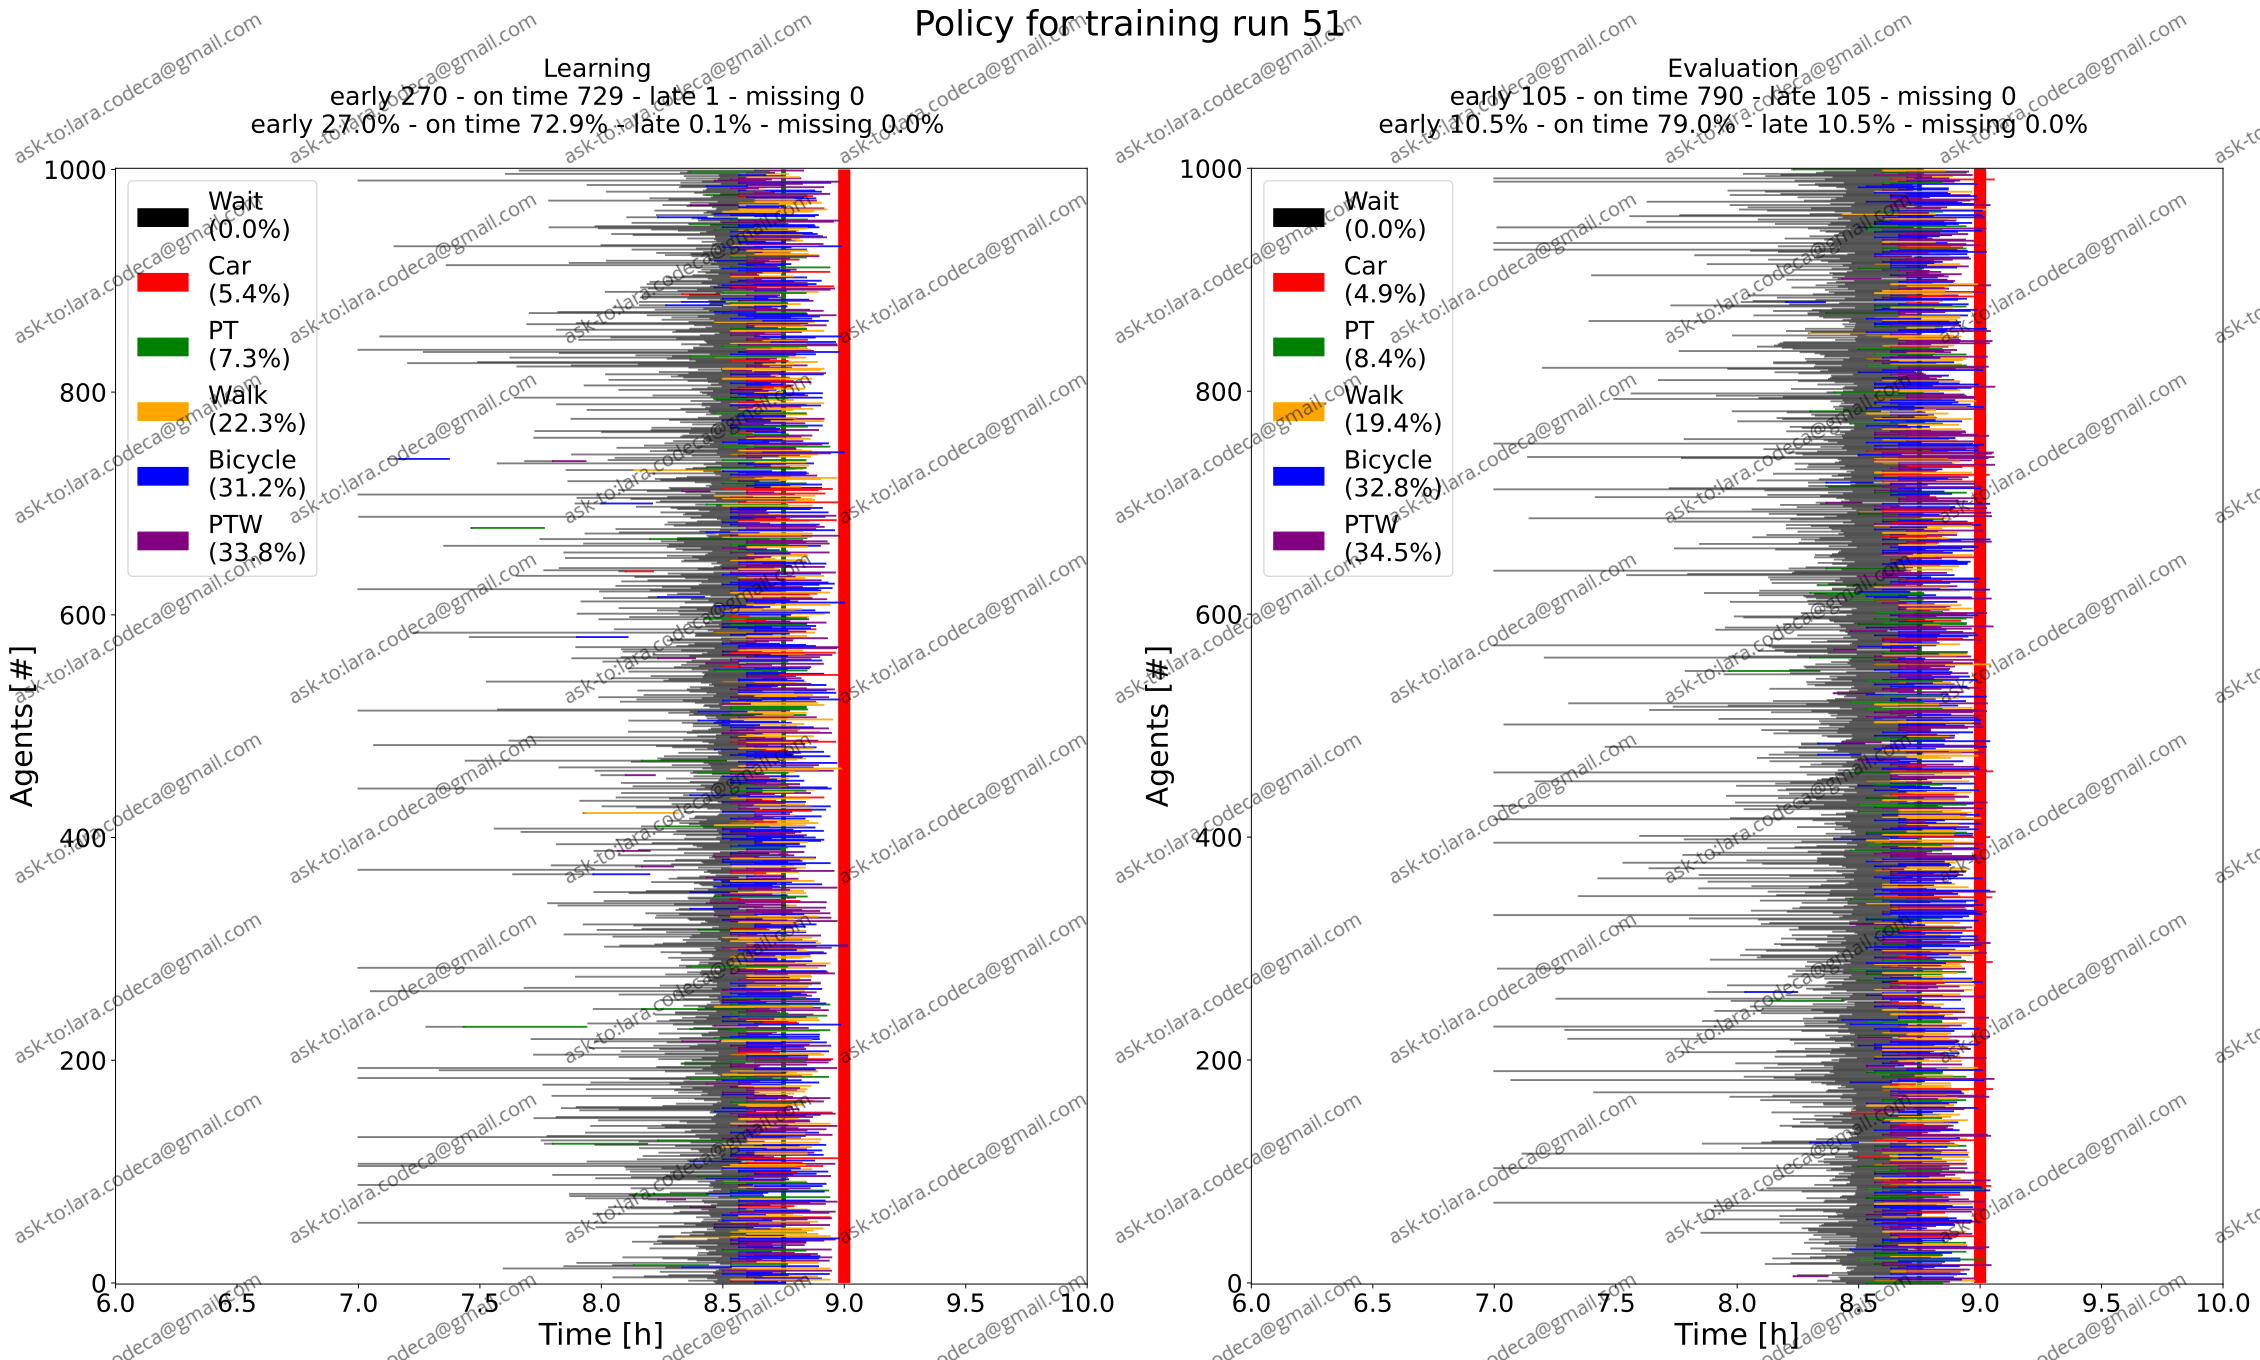 Policy for training run 51
Learning
early 270 - on time 729 - late 1 - missing 0
early 27.0% - on time 72.9% - late 0.1% - missing 0.0%
1000
800
600
400
200
0
Agents [#]
Wait
(0.0%)
Car
(5.4%)
PT
(7.3%)
Walk
(22.3%)
Bicycle
(31.2%)
PTW
(33.8%)
6.0 6.5 7.0 7.5 8.0 8.5 9.0 9.5 10.0
Time [h]
Evaluation
early 105 - on time 790 - late 105 - missing 0
early 10.5% - on time 79.0% - late 10.5% - missing 0.0%
1000
800
600
400
200
0
Agents [#]
Wait
(0.0%)
Car
(4.9%)
PT
(8.4%)
Walk
(19.4%)
Bicycle
(32.8%)
PTW
(34.5%)
6.0 6.5 7.0 7.5 8.0 8.5 9.0 9.5 10.0
Time [h]
ask-to:lara.codeca@gmail.com